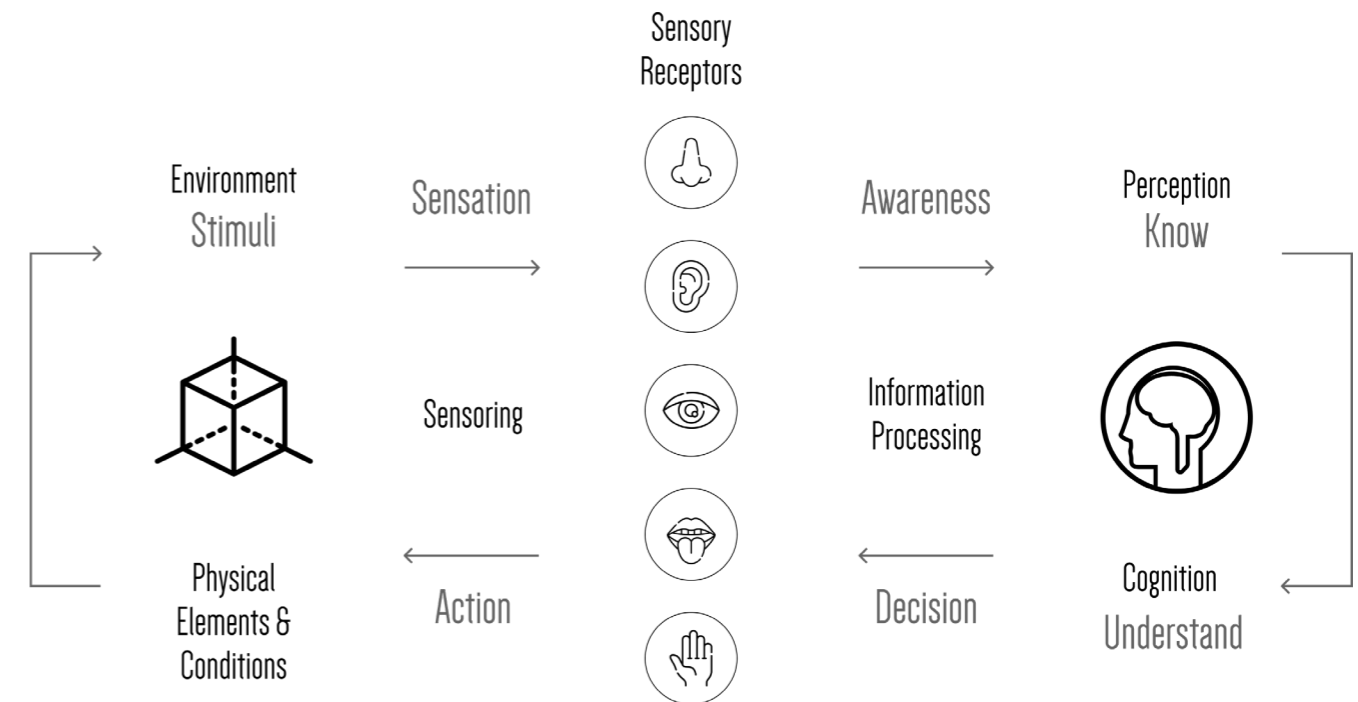 Sensory
Receptors
Environment
Stimuli
Sensation
Awareness
Perception
Know
Sensoring
Information
Processing
Physical
Elements &
Conditions
Action
Decision
Cognition
Understand